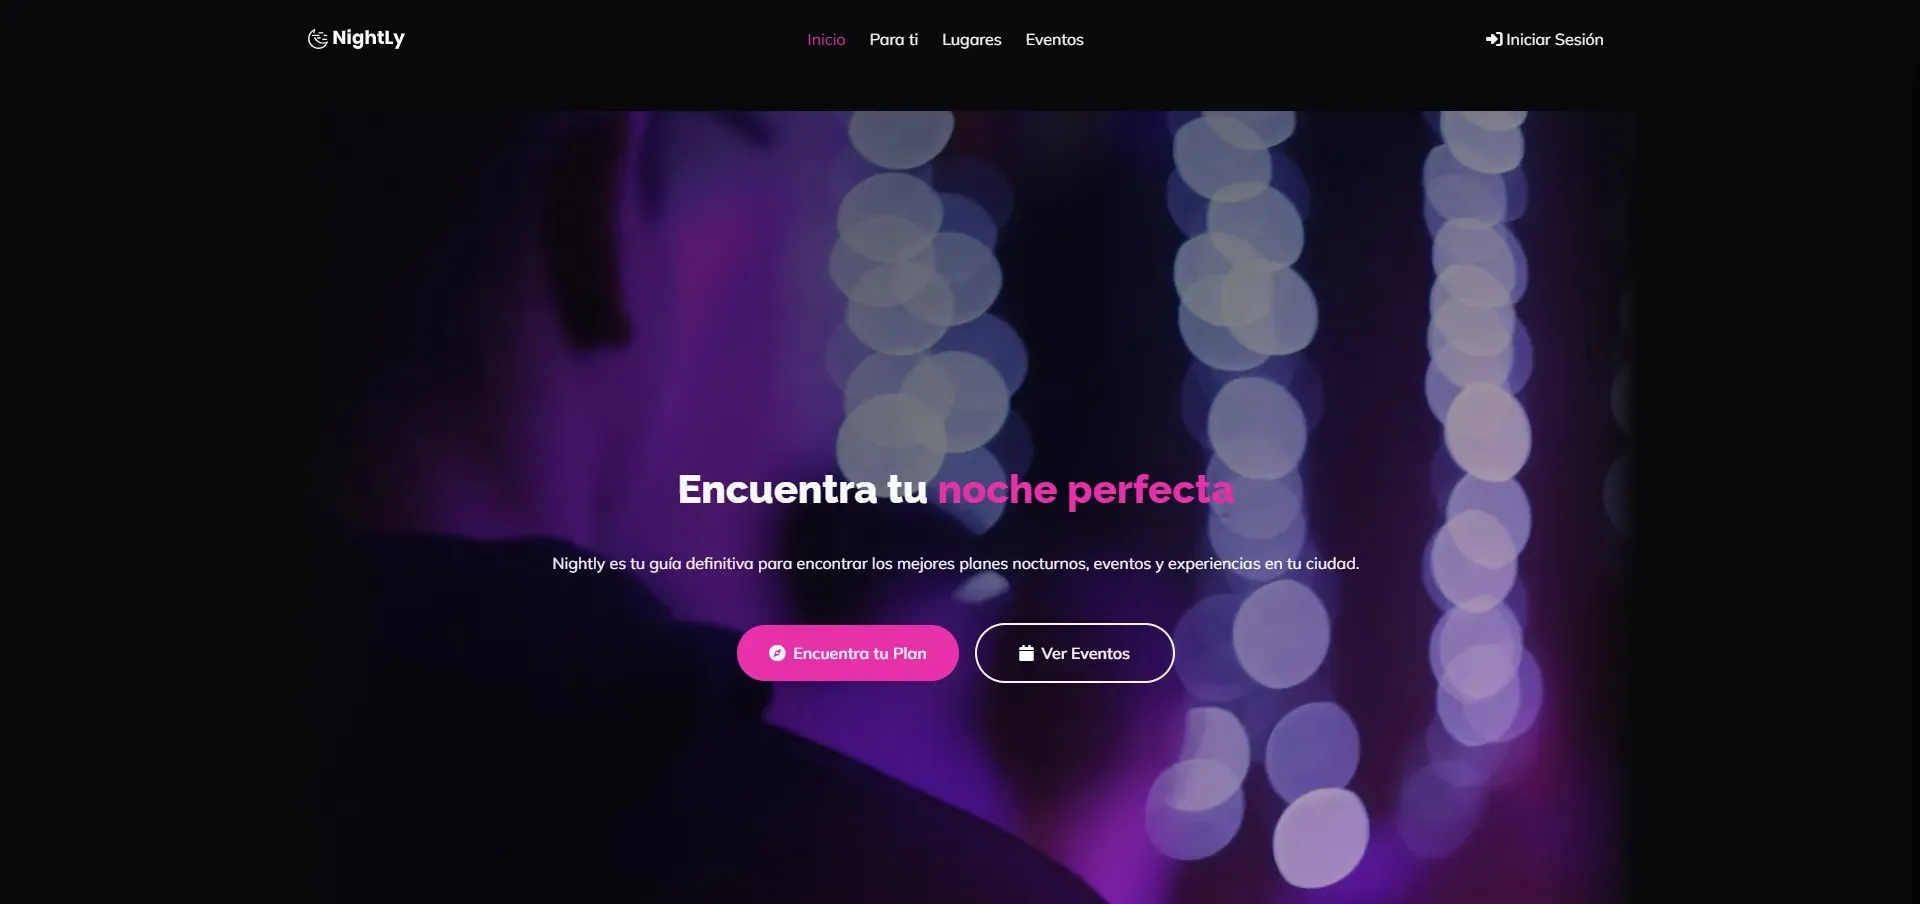 NightLy
Inicio Para ti Lugares Eventos
Iniciar Sesión
Encuentra tu noche perfecta
Nightly es tu guía definitiva para encontrar los mejores planes nocturnos, eventos y experiencias en tu ciudad.
Encuentra tu Plan
Ver Eventos